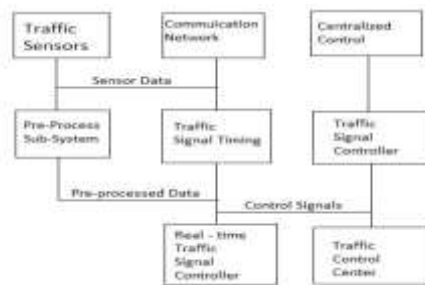 Traffic
Sensors
Commuication
Network
Centralized
Control
Sensor Data
Pre-Process
Sub-System
Traffic
Signal Timing
Traffic
Signal
Controller
Pre-processed Data
Control Signals
Real - time
Traffic
Signal
Controller
Traffic
Control
Center